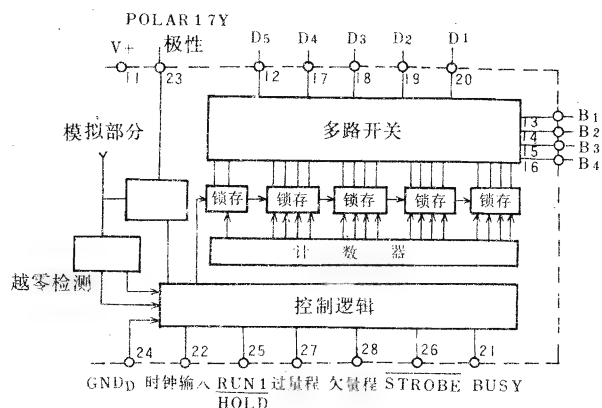 POLAR17Y
V+ 极性 D5 D4 D3 D2 D1
11 23 12 17 18 19 20
模拟部分 多路开关
13 B1
14 B2
15 B3
16 B4
锁存 锁存 锁存 锁存 锁存
计数器
越零检测
控制逻辑
24 22 25 27 28 26 21
GNDD 时钟输入 RUN1 过量程 欠量程 STROBE BUSY
HOLD